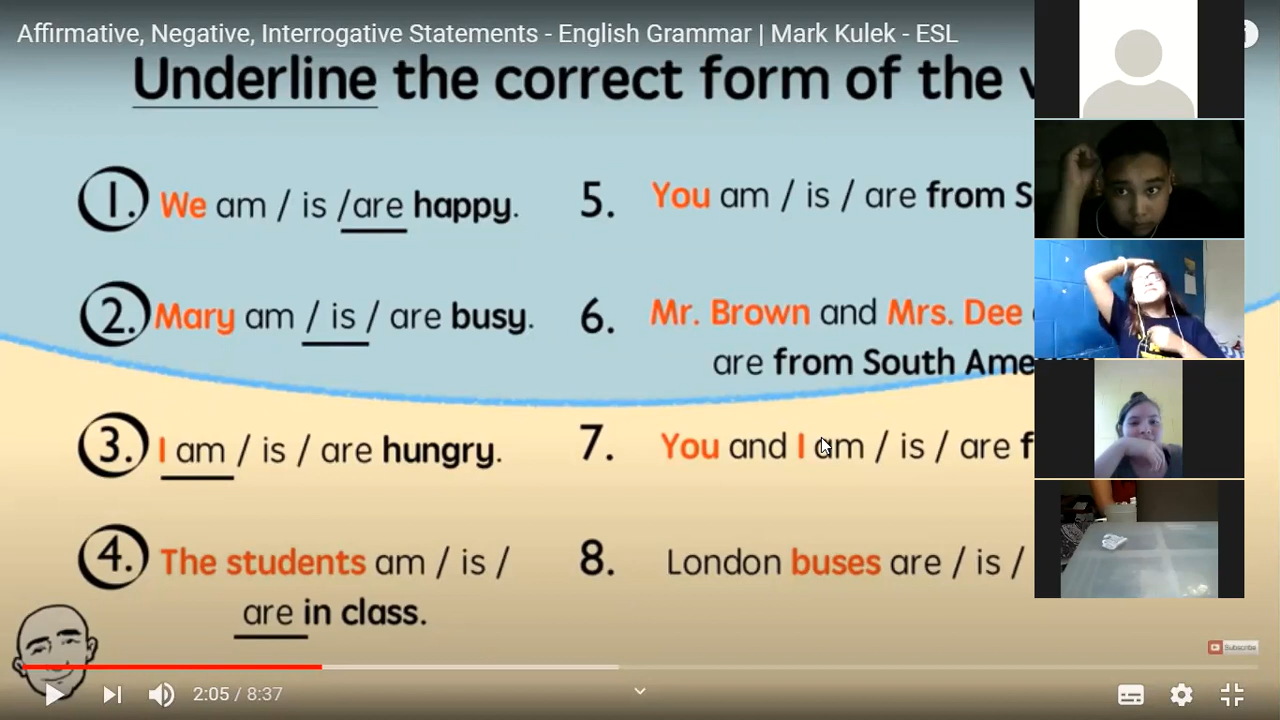 Affirmative, Negative, Interrogative Statements - English Grammar | Mark Kulek - ESL
Underline the correct form of the
1. We am / is /are happy.
2. Mary am / is / are busy.
3. I am / is / are hungry.
4. The students am / is /
are in class.
5. You am / is / are from S
6. Mr. Brown and Mrs. Dee
are from South Ame
7. You and I am / is / are f
8. London buses are / is /
Subscribe
2:05 / 8:37